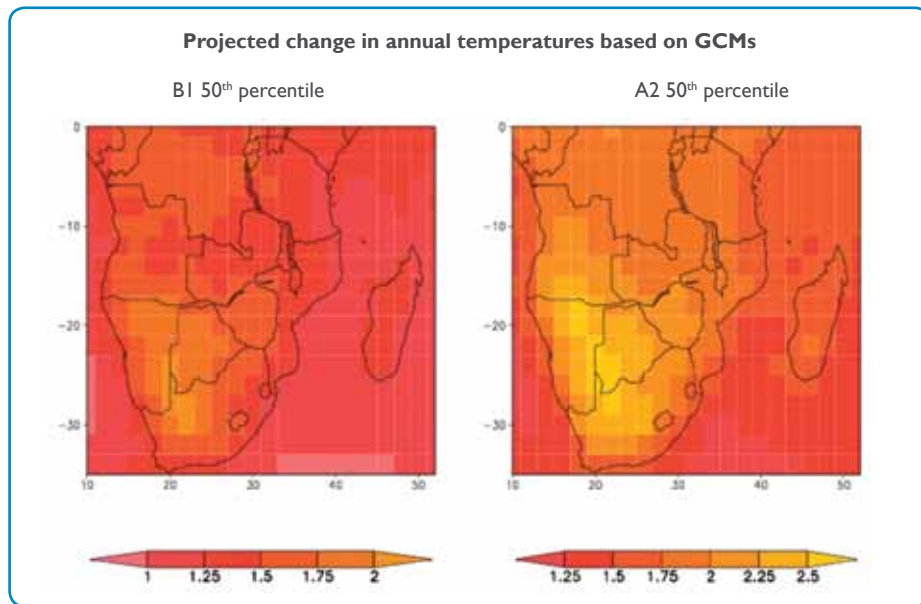 Projected change in annual temperatures based on GCMs
B1 50th percentile
A2 50th percentile
0
-10
-20
-30
10 20 30 40 50
0
-10
-20
-30
10 20 30 40 50
1 1.25 1.5 1.75 2
1.25 1.5 1.75 2 2.25 2.5